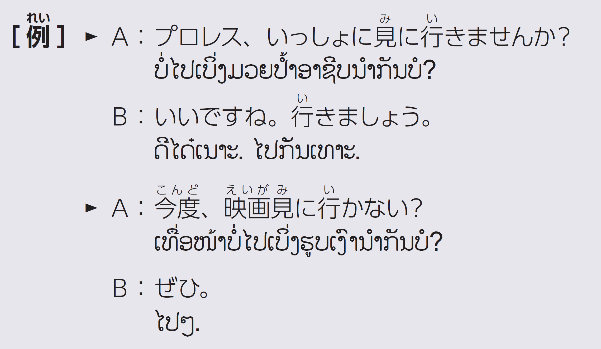 [例] ► A：プロレス、いっしょに見に行きませんか？
ບໍ່ໄປເບິ່ງມວຍປ້ຳອາຊີບນຳກັນບໍ?
B：いいですね。行きましょう。
ດີໄດ໋ເນາະ. ໄປກັນເທາະ.
► A：今度、映画見に行かない？
ເທື່ອໜ້າບໍ່ໄປເບິ່ງຮູບເງົານຳກັນບໍ?
B：ぜひ。
ໄປໆ.